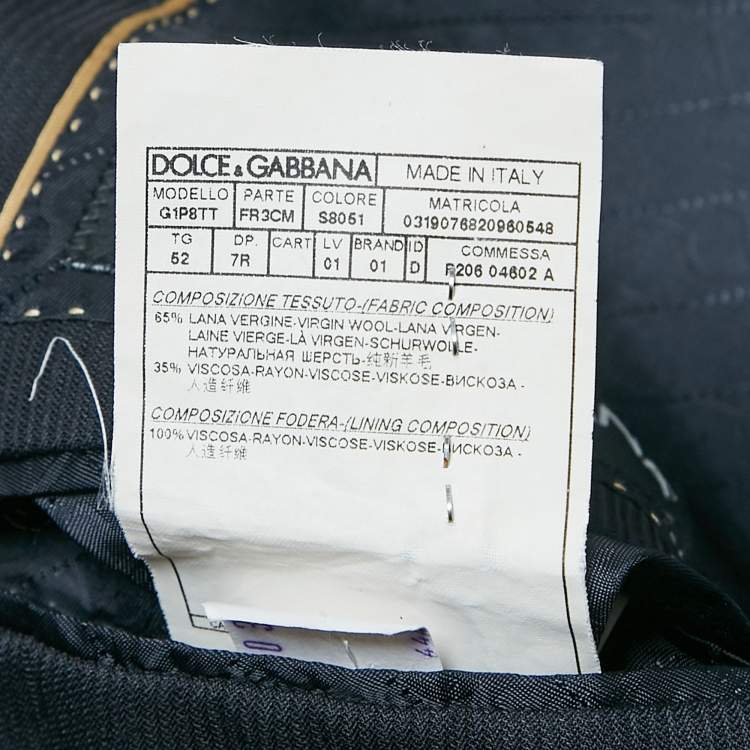 DOLCE & GABBANA MADE IN ITALY
MODELLO PARTE COLORE MATRICOLA
G1P8TT FR3CM S8051 0319076820960548
TG DP. CART LV BRAND ID COMMESSA
52 7R 01 01 D P206 04602 A
COMPOSIZIONE TESSUTO-(FABRIC COMPOSITION)
65% LANA VERGINE-VIRGIN WOOL-LANA VIRGEN-
LAINE VIERGE-LÀ VIRGEN-SCHURWOLLE-
НАТУРАЛЬНАЯ ШЕРСТЬ-纯新羊毛
35% VISCOSA-RAYON-VISCOSE-VISKOSE-ВИСКОЗА -
人造纤维
COMPOSIZIONE FODERA-(LINING COMPOSITION)
100% VISCOSA-RAYON-VISCOSE-VISKOSE-ВИСКОЗА -
人造纤维